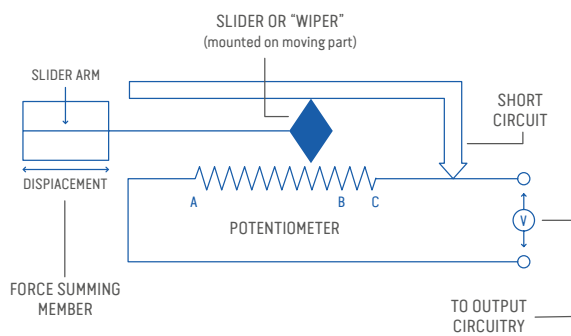 SLIDER OR “WIPER”
(mounted on moving part)
SLIDER ARM
SHORT
CIRCUIT
DISPIACEMENT
A
B
C
V
POTENTIOMETER
FORCE SUMMING
MEMBER
TO OUTPUT
CIRCUITRY